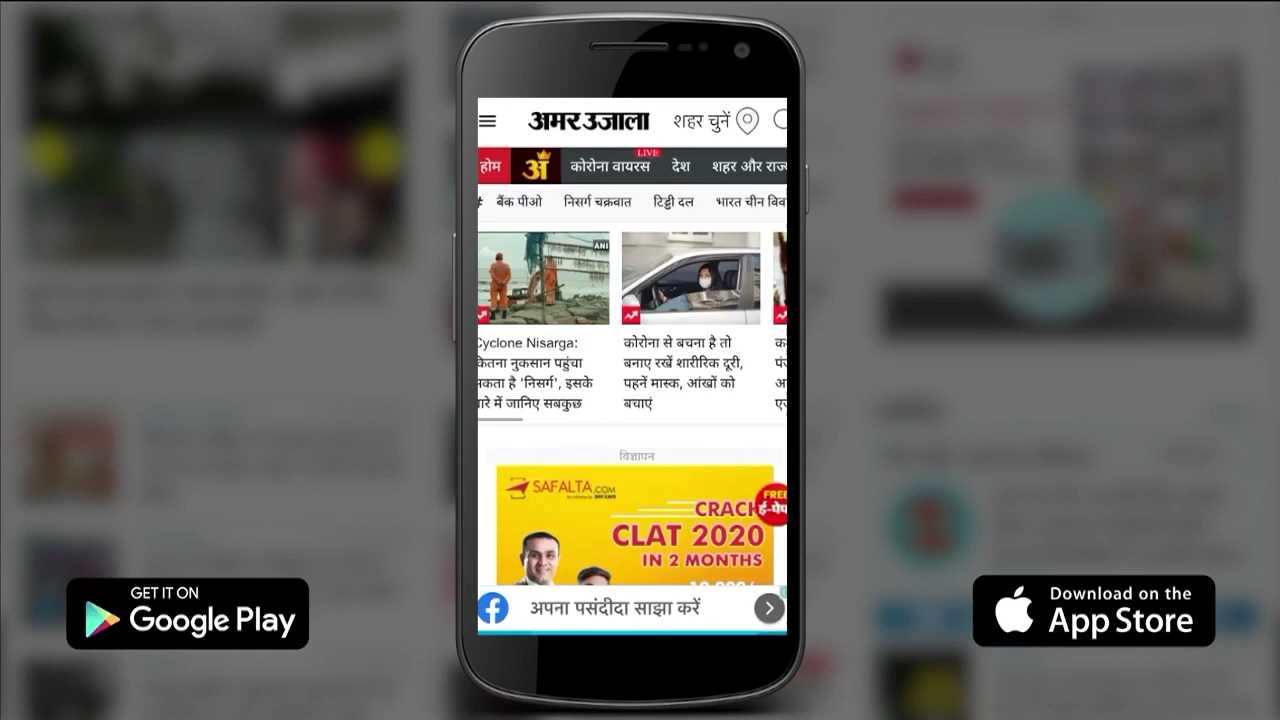 अमर उजाला
शहर चुनें
LIVE
होम
अ
कोरोना वायरस
देश
शहर और राज्
# बैंक पीओ
निसर्ग चक्रवात
टिड्डी दल
भारत चीन विवा
ANI
Cyclone Nisarga:
कितना नुकसान पहुंचा
सकता है 'निसर्ग', इसके
बारे में जानिए सबकुछ
कोरोना से बचना है तो
बनाए रखें शारीरिक दूरी,
पहनें मास्क, आंखों को
बचाएं
विज्ञापन
SAFALTA.COM
CRACK
CLAT 2020
IN 2 MONTHS
FREE
ई-पेप
अपना पसंदीदा साझा करें
GET IT ON
Google Play
Download on the
App Store